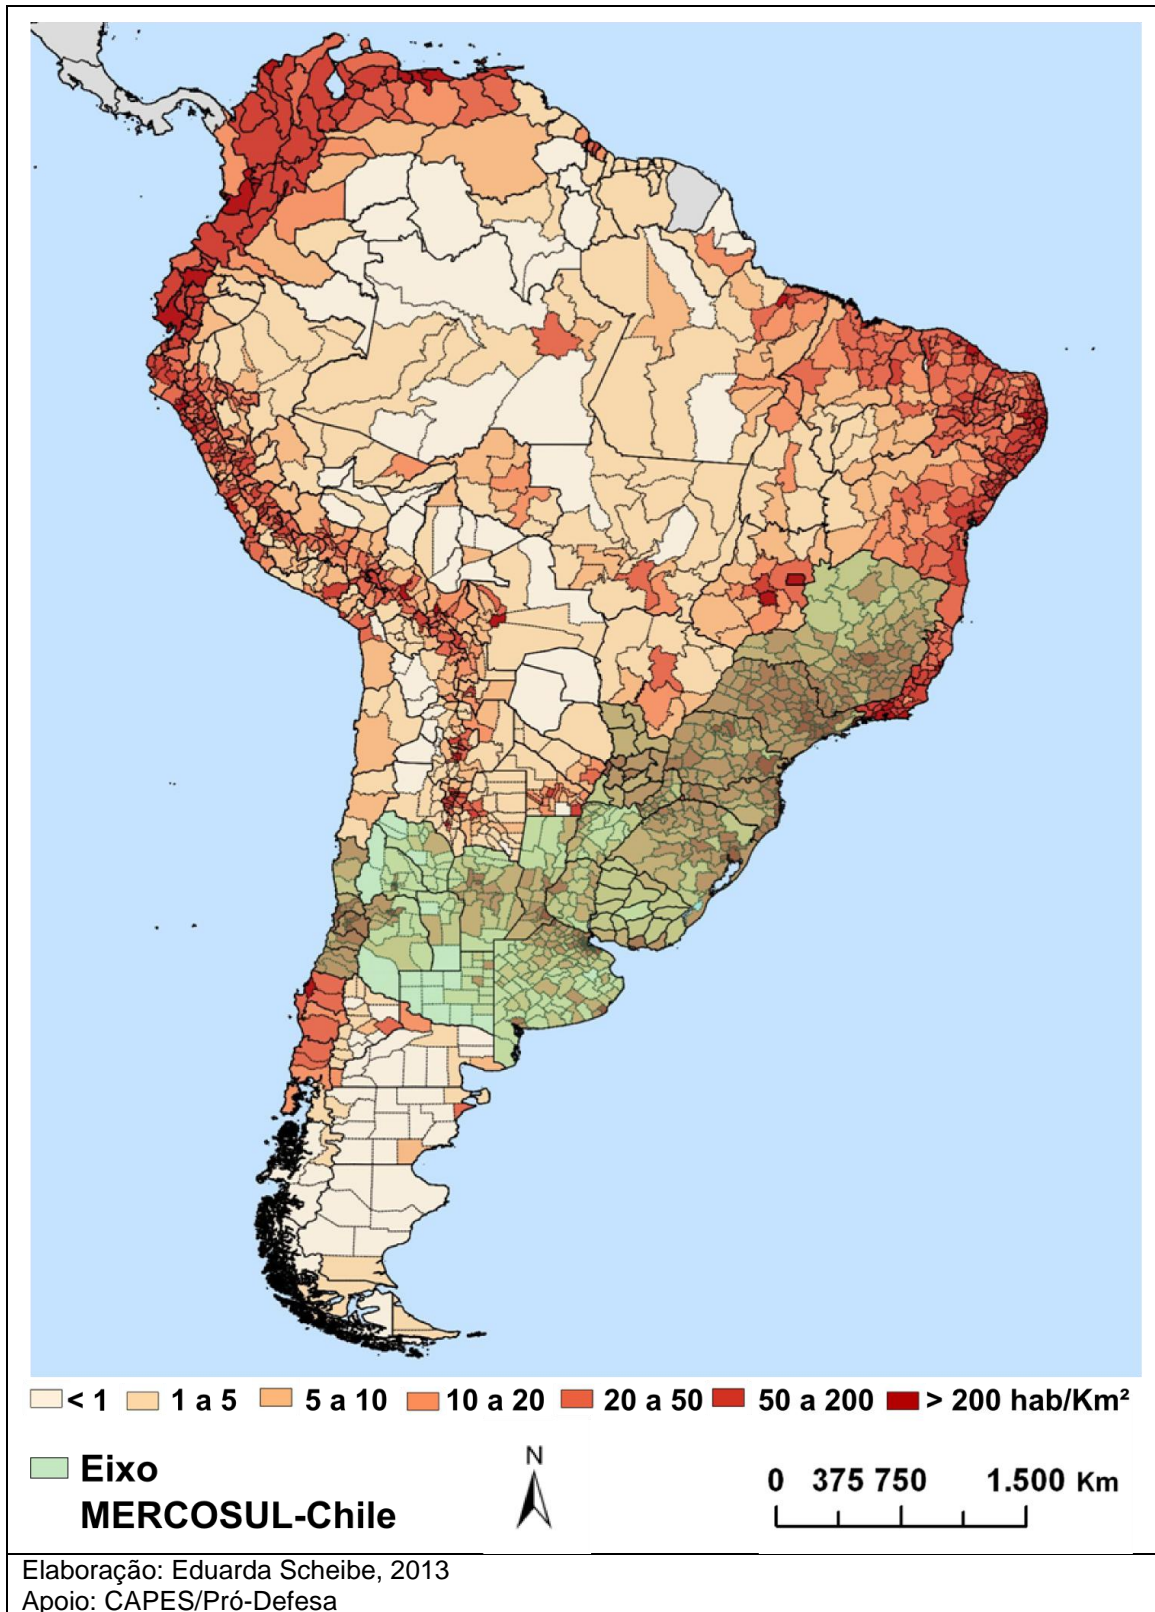 < 1 1 a 5 5 a 10 10 a 20 20 a 50 50 a 200 > 200 hab/Km²
Eixo
MERCOSUL-Chile
N
0 375 750 1.500 Km
Elaboração: Eduarda Scheibe, 2013
Apoio: CAPES/Pró-Defesa